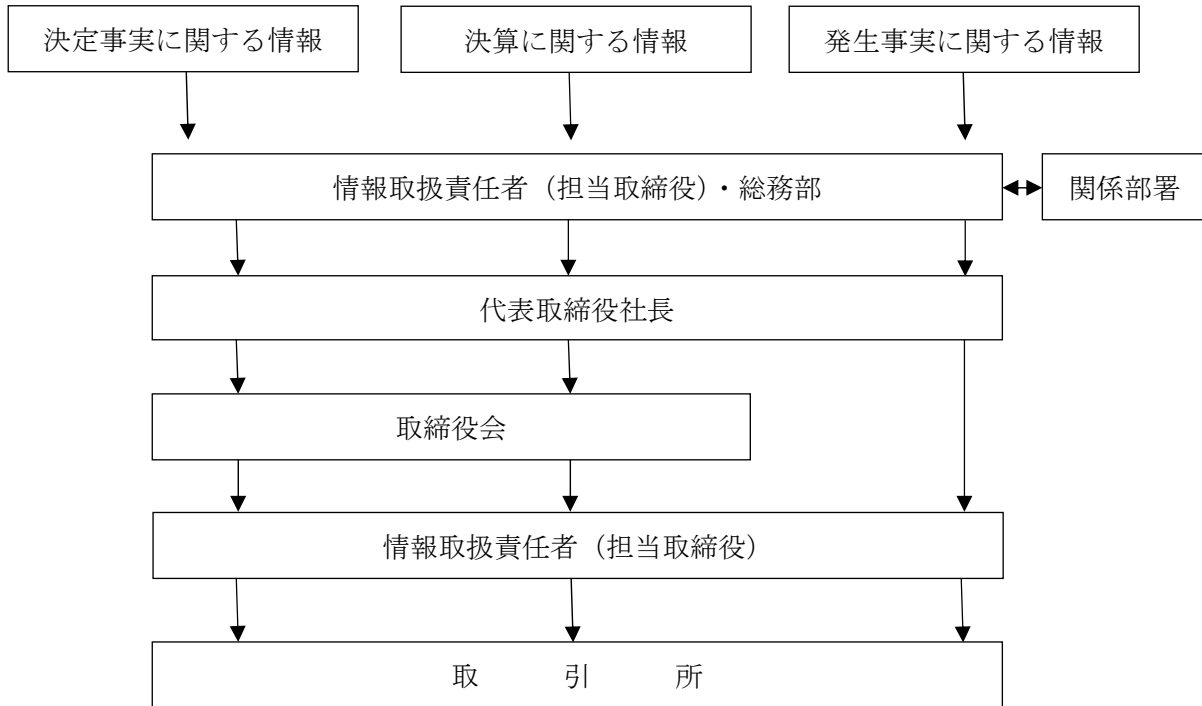 決定事実に関する情報
決算に関する情報
発生事実に関する情報
情報取扱責任者（担当取締役）・総務部
関係部署
代表取締役社長
取締役会
情報取扱責任者（担当取締役）
取　引　所